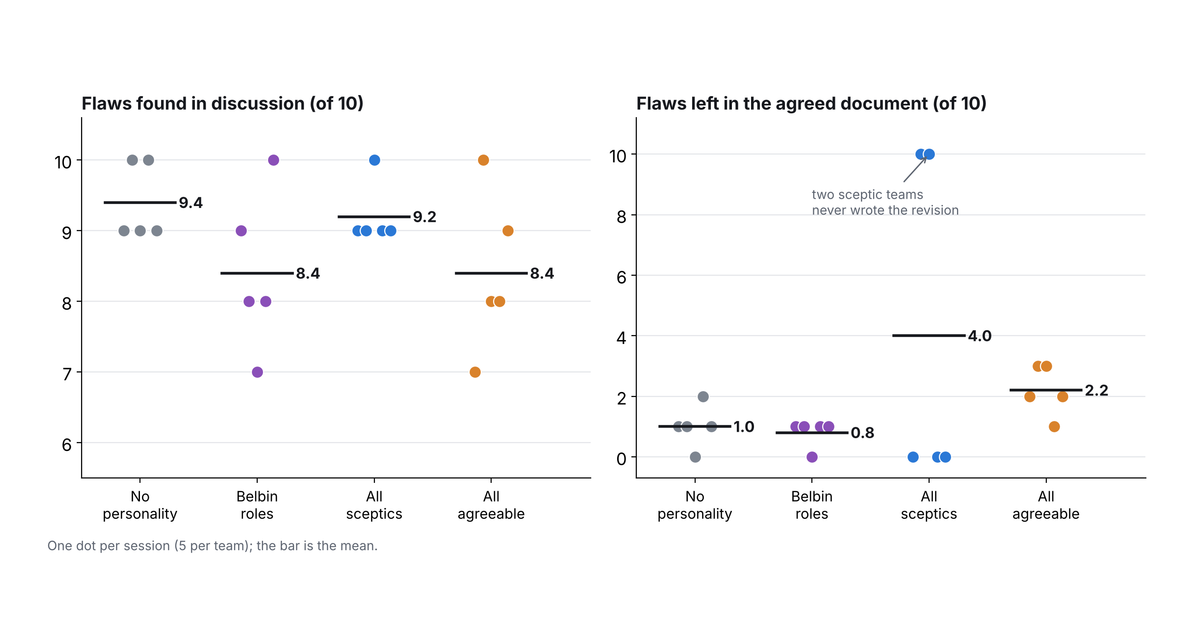 Flaws found in discussion (of 10)
10
9
8
7
6
9.4
8.4
9.2
8.4
No
personality
Belbin
roles
All
sceptics
All
agreeable
One dot per session (5 per team); the bar is the mean.
Flaws left in the agreed document (of 10)
10
8
6
4
2
0
two sceptic teams
never wrote the revision
1.0
0.8
4.0
2.2
No
personality
Belbin
roles
All
sceptics
All
agreeable